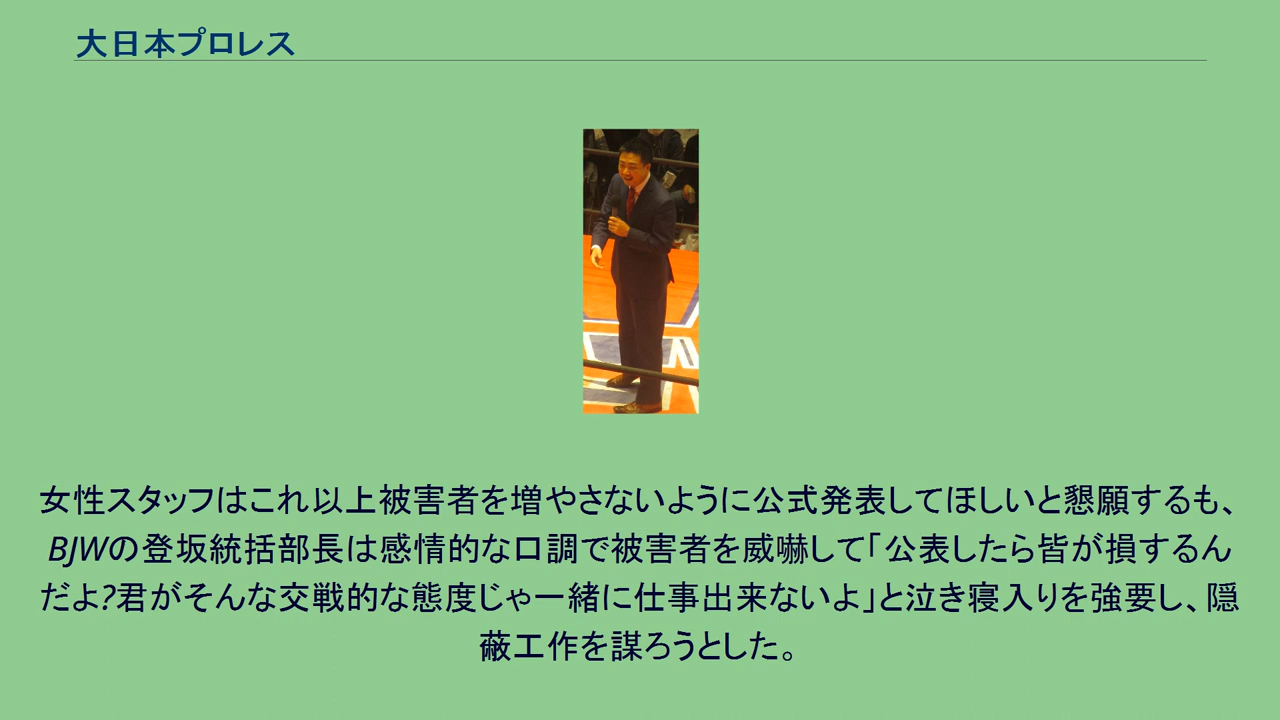 大日本プロレス
女性スタッフはこれ以上被害者を増やさないように公式発表してほしいと懇願するも、
BJWの登坂統括部長は感情的な口調で被害者を威嚇して「公表したら皆が損するん
だよ?君がそんな交戦的な態度じゃ一緒に仕事出来ないよ」と泣き寝入りを強要し、隠
蔽工作を謀ろうとした。